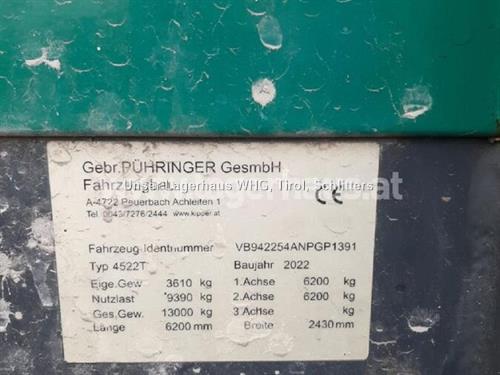 Gebr.PÜHRINGER GesmbH
Fahrzeugbau
Unser Lagerhaus WHG, Tirol, Schlitters
A-4722 Peuerbach Achleiten 1
Tel. 0043/7276/2444 www.kipper.at
CE
Fahrzeug-Identnummer VB942254ANPGP1391
Typ 4522T Baujahr 2022
Eige.Gew 3610 kg 1.Achse 6200 kg
Nutzlast 9390 kg 2.Achse 6200 kg
Ges.Gew. 13000 kg 3 Achse kg
Länge 6200 mm Breite 2430 mm